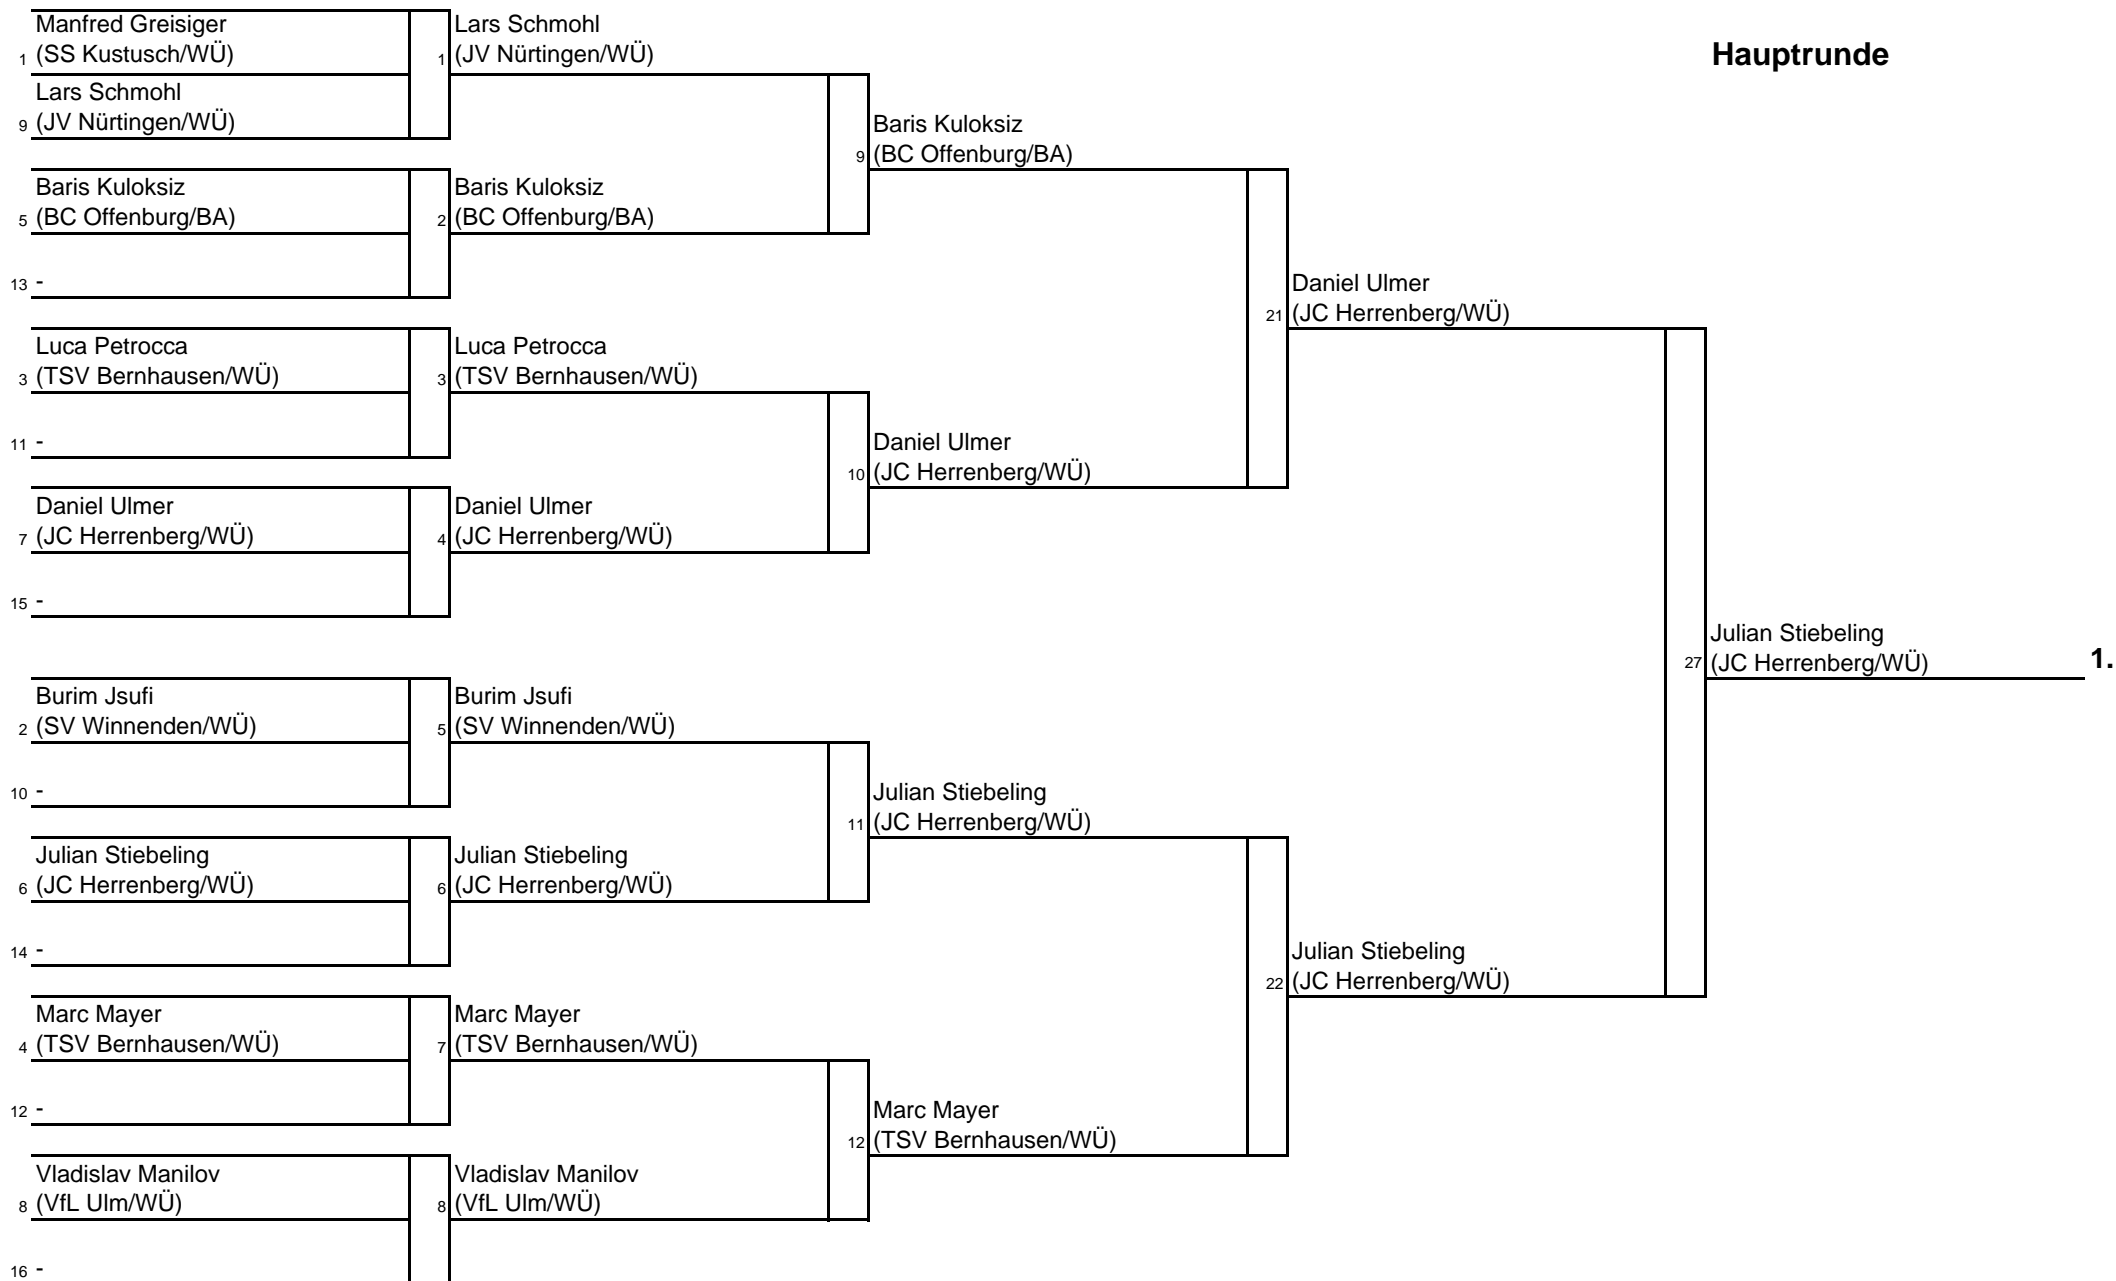 Hauptrunde
Manfred Greisiger
1 (SS Kustusch/WÜ)
Lars Schmohl
9 (JV Nürtingen/WÜ)
Baris Kuloksiz
5 (BC Offenburg/BA)
13 -
Luca Petrocca
3 (TSV Bernhausen/WÜ)
11 -
Daniel Ulmer
7 (JC Herrenberg/WÜ)
15 -
Burim Jsufi
2 (SV Winnenden/WÜ)
10 -
Julian Stiebeling
6 (JC Herrenberg/WÜ)
14 -
Marc Mayer
4 (TSV Bernhausen/WÜ)
12 -
Vladislav Manilov
8 (VfL Ulm/WÜ)
16 -
Lars Schmohl
1 (JV Nürtingen/WÜ)
Baris Kuloksiz
2 (BC Offenburg/BA)
Luca Petrocca
3 (TSV Bernhausen/WÜ)
Daniel Ulmer
4 (JC Herrenberg/WÜ)
Burim Jsufi
5 (SV Winnenden/WÜ)
Julian Stiebeling
6 (JC Herrenberg/WÜ)
Marc Mayer
7 (TSV Bernhausen/WÜ)
Vladislav Manilov
8 (VfL Ulm/WÜ)
Baris Kuloksiz
9 (BC Offenburg/BA)
Daniel Ulmer
10 (JC Herrenberg/WÜ)
Julian Stiebeling
11 (JC Herrenberg/WÜ)
Marc Mayer
12 (TSV Bernhausen/WÜ)
Daniel Ulmer
21 (JC Herrenberg/WÜ)
Julian Stiebeling
22 (JC Herrenberg/WÜ)
Julian Stiebeling
27 (JC Herrenberg/WÜ) 1.